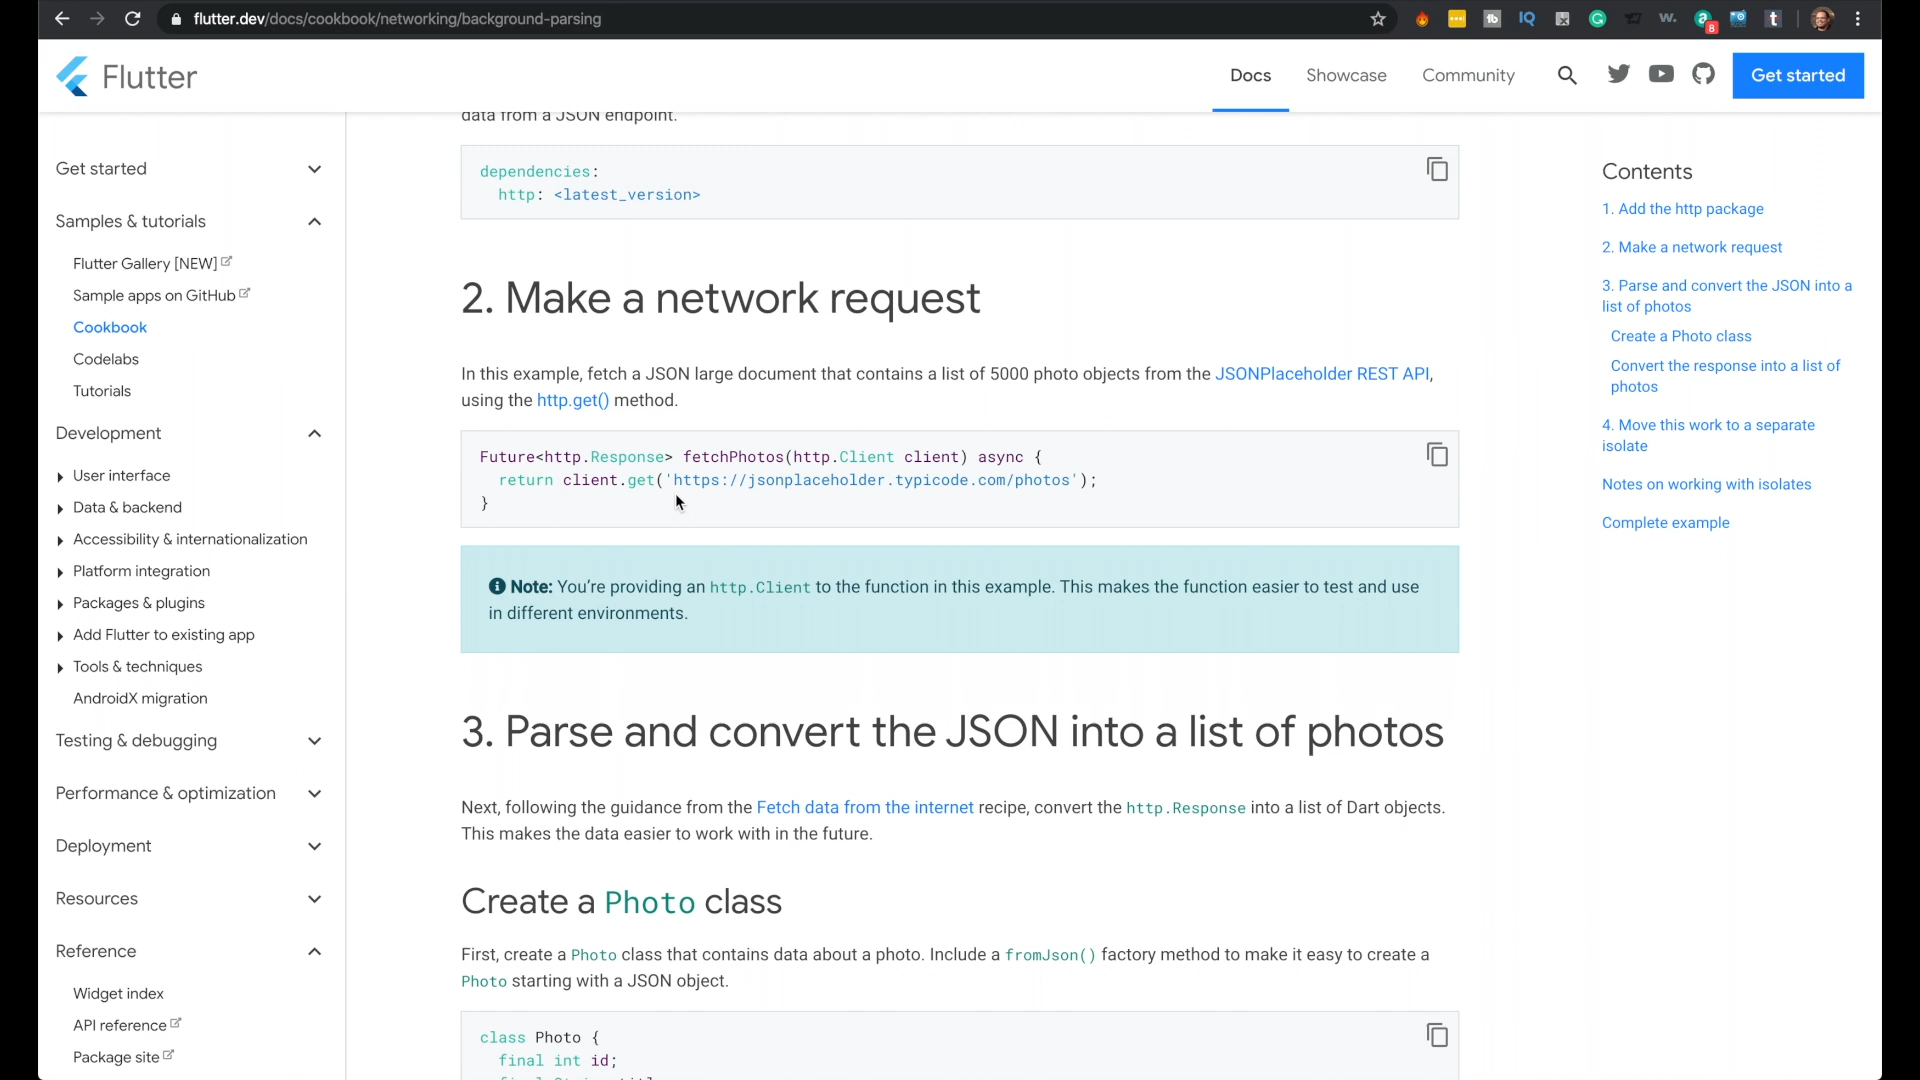 flutter.dev/docs/cookbook/networking/background-parsing
Flutter
Docs
Showcase
Community
Get started
Get started
Samples & tutorials
Flutter Gallery [NEW]
Sample apps on GitHub
Cookbook
Codelabs
Tutorials
Development
User interface
Data & backend
Accessibility & internationalization
Platform integration
Packages & plugins
Add Flutter to existing app
Tools & techniques
AndroidX migration
Testing & debugging
Performance & optimization
Deployment
Resources
Reference
Widget index
API reference
Package site
data from a JSON endpoint.
dependencies:
http: <latest_version>
2. Make a network request
In this example, fetch a JSON large document that contains a list of 5000 photo objects from the JSONPlaceholder REST API,
using the http.get() method.
Future<http.Response> fetchPhotos(http.Client client) async {
return client.get('https://jsonplaceholder.typicode.com/photos');
}
Note: You’re providing an http.Client to the function in this example. This makes the function easier to test and use
in different environments.
3. Parse and convert the JSON into a list of photos
Next, following the guidance from the Fetch data from the internet recipe, convert the http.Response into a list of Dart objects.
This makes the data easier to work with in the future.
Create a Photo class
First, create a Photo class that contains data about a photo. Include a fromJson() factory method to make it easy to create a
Photo starting with a JSON object.
class Photo {
final int id;
Contents
1. Add the http package
2. Make a network request
3. Parse and convert the JSON into a
list of photos
Create a Photo class
Convert the response into a list of
photos
4. Move this work to a separate
isolate
Notes on working with isolates
Complete example
IQ
w.
8
t